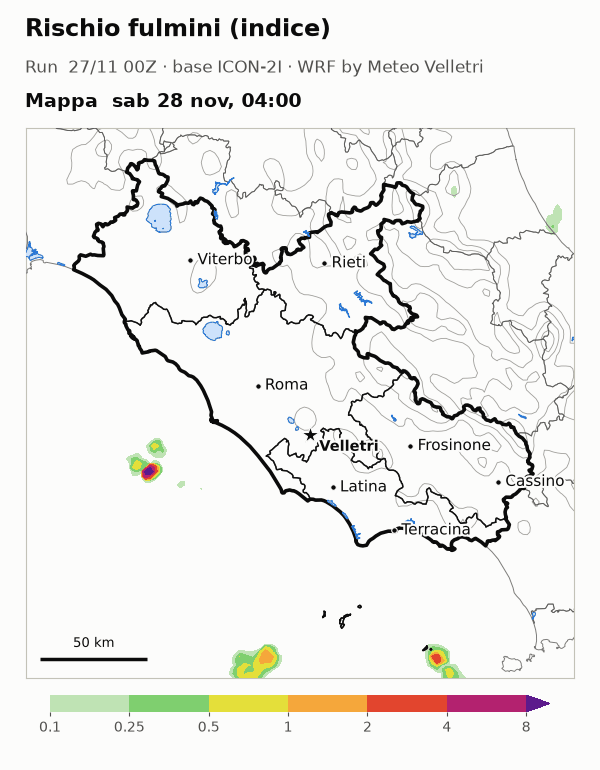 Rischio fulmini (indice)
Run  27/11 00Z · base ICON-2I · WRF by Meteo Velletri
Mappa  sab 28 nov, 04:00
Viterbo
Rieti
Roma
Velletri
Frosinone
Latina
Cassino
Terracina
50 km
0.1 0.25 0.5 1 2 4 8